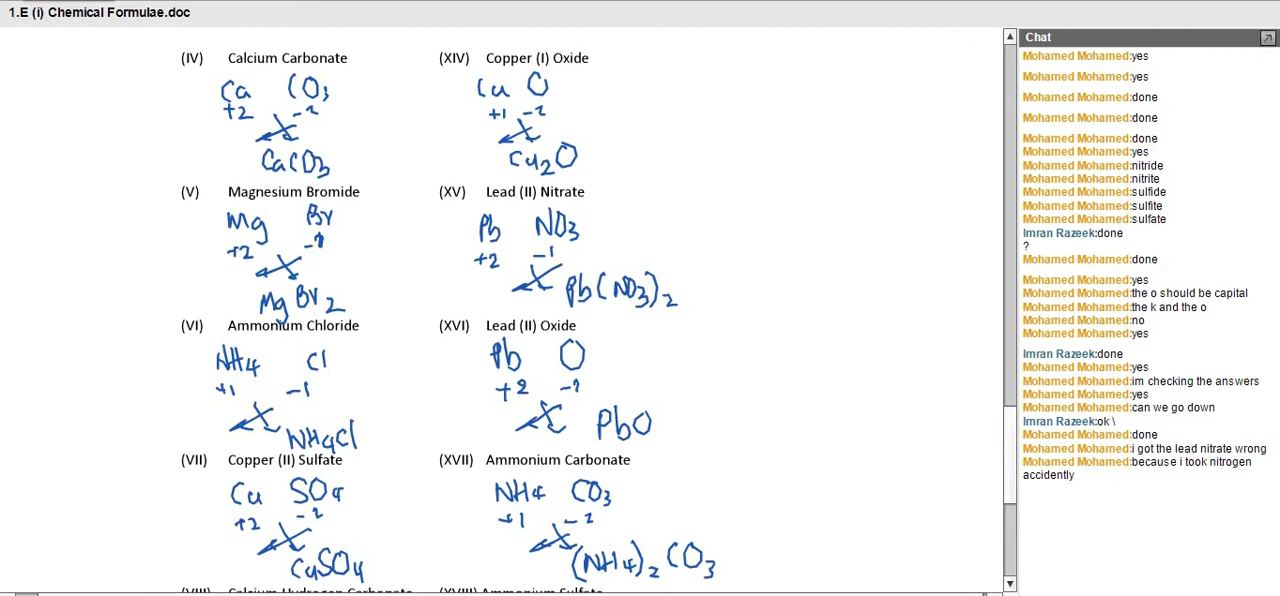 1.E (i) Chemical Formulae.doc
(IV) Calcium Carbonate
Ca CO3
+2 -2
CaCO3
(V) Magnesium Bromide
Mg Br
+2 -1
MgBr2
(VI) Ammonium Chloride
NH4 Cl
+1 -1
NH4Cl
(VII) Copper (II) Sulfate
Cu SO4
+2 -2
CuSO4
(VIII) Calcium Hydrogen Carbonate
(XIV) Copper (I) Oxide
Cu O
+1 -2
Cu2O
(XV) Lead (II) Nitrate
Pb NO3
+2 -1
Pb(NO3)2
(XVI) Lead (II) Oxide
Pb O
+2 -2
PbO
(XVII) Ammonium Carbonate
NH4 CO3
+1 -2
(NH4)2CO3
(XVIII) Ammonium Sulfate
Chat
Mohamed Mohamed:yes
Mohamed Mohamed:yes
Mohamed Mohamed:done
Mohamed Mohamed:done
Mohamed Mohamed:done
Mohamed Mohamed:yes
Mohamed Mohamed:nitride
Mohamed Mohamed:nitrite
Mohamed Mohamed:sulfide
Mohamed Mohamed:sulfite
Mohamed Mohamed:sulfate
Imran Razeek:done
?
Mohamed Mohamed:done
Mohamed Mohamed:yes
Mohamed Mohamed:the o should be capital
Mohamed Mohamed:the k and the o
Mohamed Mohamed:no
Mohamed Mohamed:yes
Imran Razeek:done
Mohamed Mohamed:yes
Mohamed Mohamed:im checking the answers
Mohamed Mohamed:yes
Mohamed Mohamed:can we go down
Imran Razeek:ok \
Mohamed Mohamed:done
Mohamed Mohamed:i got the lead nitrate wrong
Mohamed Mohamed:because i took nitrogen
accidently